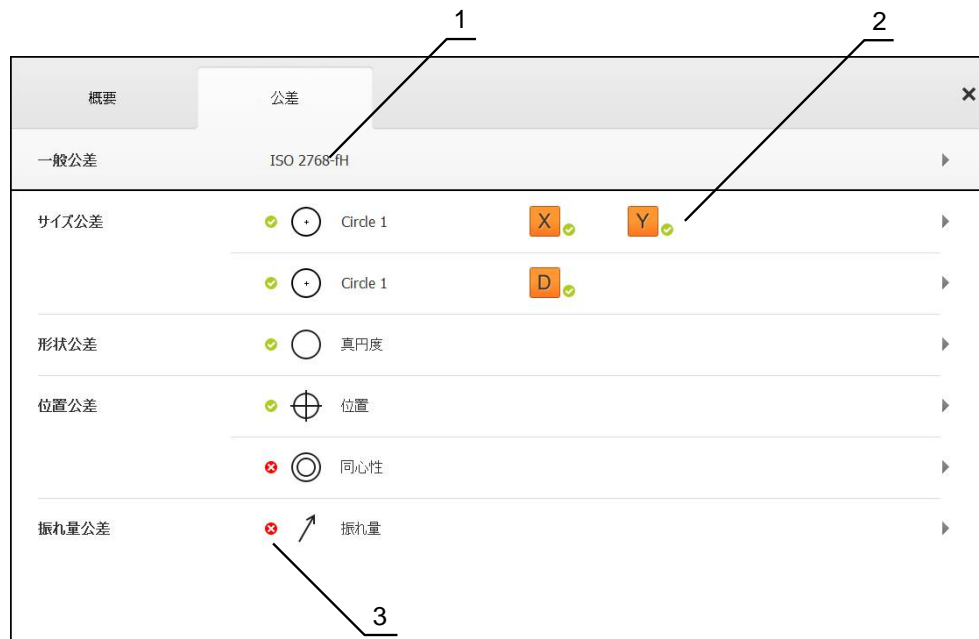 1
2
概要
公差
一般公差
ISO 2768-fH
サイズ公差
Circle 1
X
Y
Circle 1
D
形状公差
真円度
位置公差
位置
同心性
振れ量公差
振れ量
3